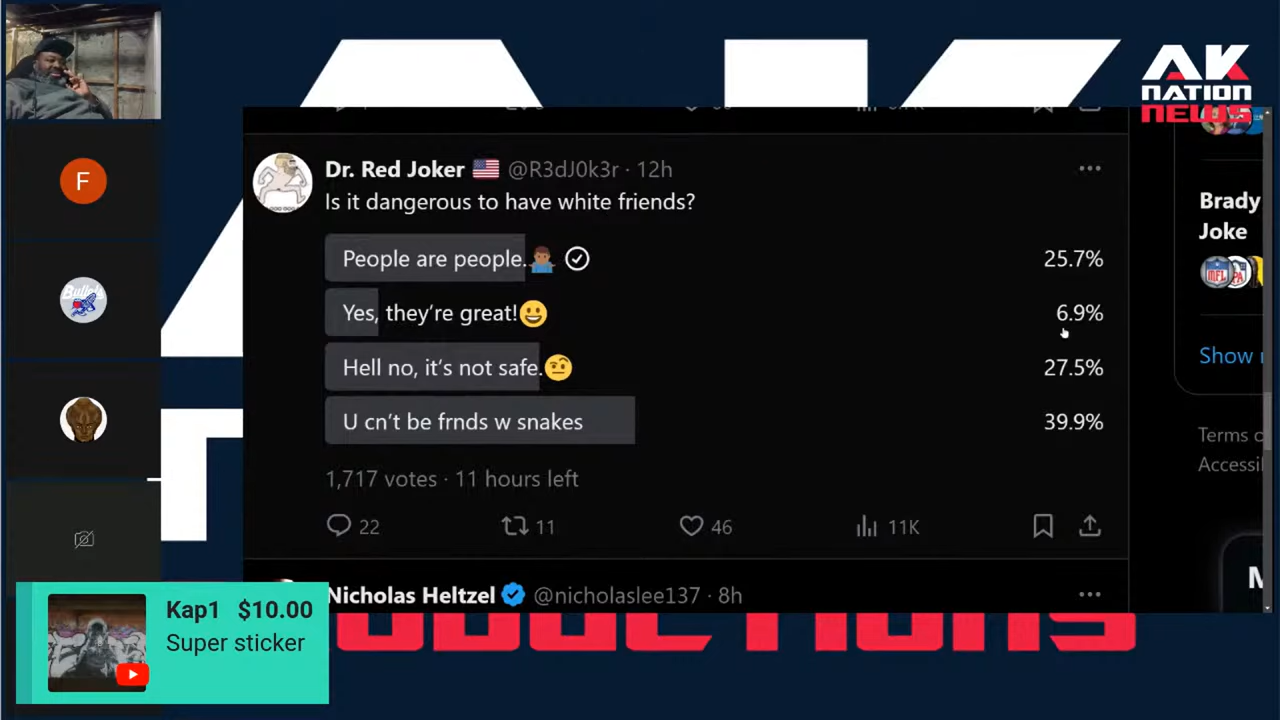 AK
NATION
NEWS
Dr. Red Joker @R3dJ0k3r · 12h
Is it dangerous to have white friends?
People are people. 25.7%
Yes, they're great! 6.9%
Hell no, it's not safe. 27.5%
U cn't be frnds w snakes 39.9%
1,717 votes · 11 hours left
22 11 46 11K
Nicholas Heltzel @nicholaslee137 · 8h
Brady
Joke
Show
Terms
F
Bulls
Kap1 $10.00
Super sticker